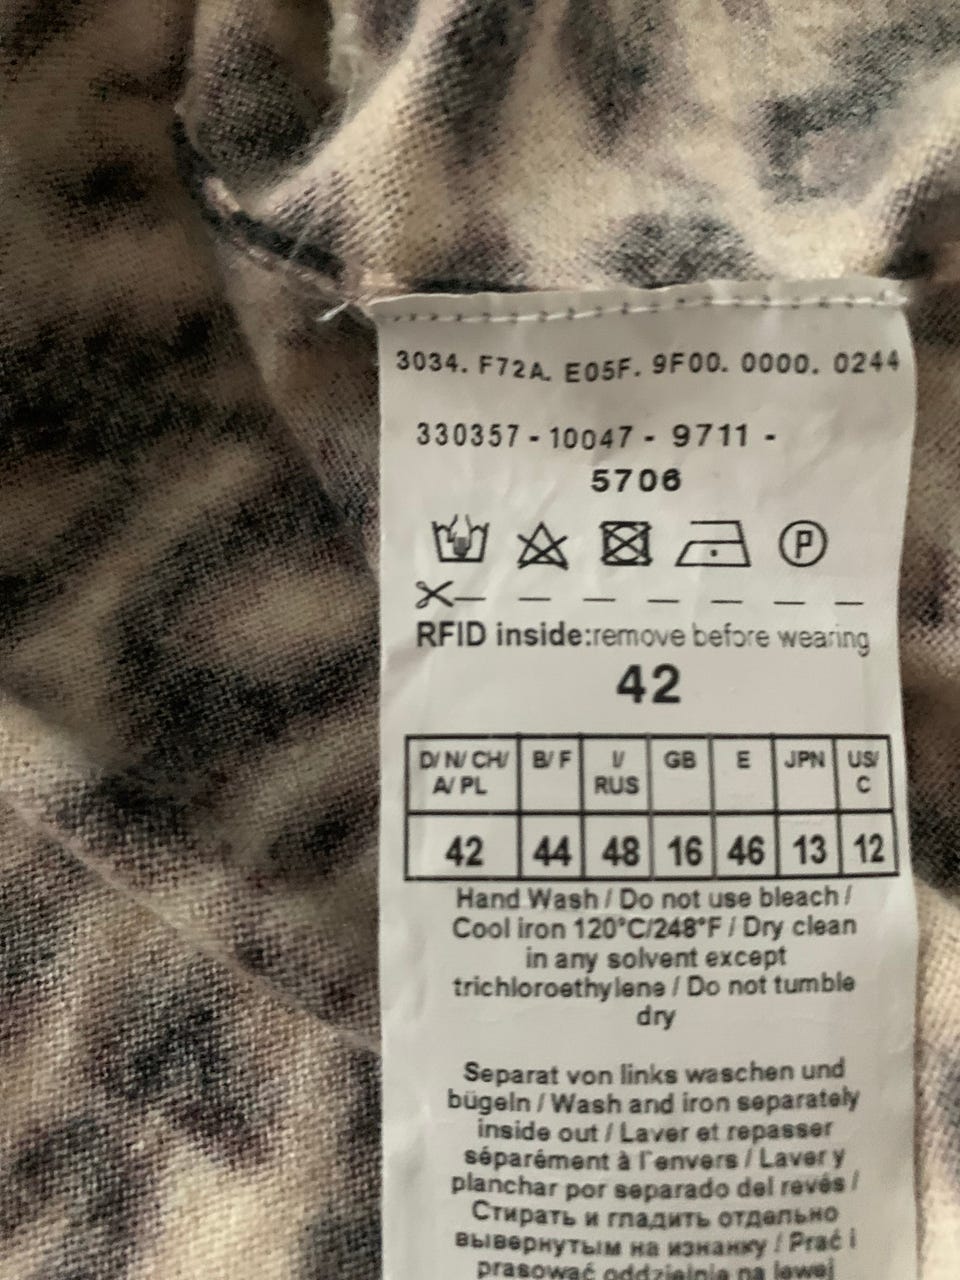 3034. F72A. E05F. 9F00. 0000. 0244
330357 - 10047 - 9711 -
5706
P
RFID inside:remove before wearing
42
D/ N/ CH/ A/ PL B/ F I/ RUS GB E JPN US/ C
42 44 48 16 46 13 12
Hand Wash / Do not use bleach /
Cool iron 120°C/248°F / Dry clean
in any solvent except
trichloroethylene / Do not tumble
dry
Separat von links waschen und
bügeln / Wash and iron separately
inside out / Laver et repasser
séparément à l'envers / Lavar y
planchar por separado del revés /
Стирать и гладить отдельно
вывернутым на изнанку / Prać i
prasować oddzielnie na lewej